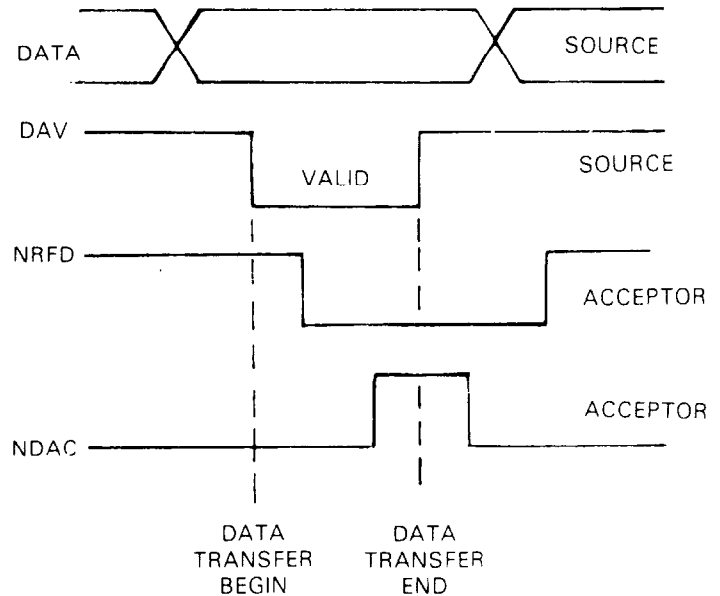 DATA
SOURCE
DAV
VALID
SOURCE
NRFD
ACCEPTOR
ACCEPTOR
NDAC
DATA
TRANSFER
BEGIN
DATA
TRANSFER
END